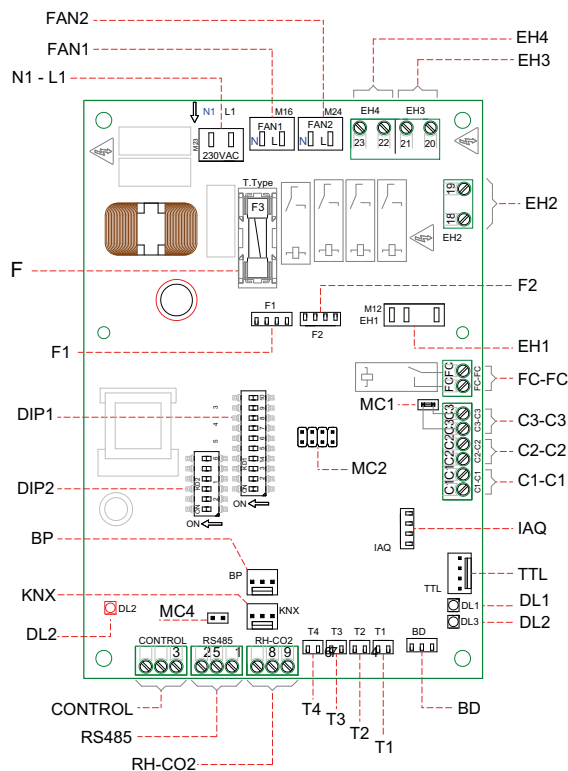 FAN2
FAN1
N1 - L1
EH4
EH3
N1 L1
M16
M24
EH4
EH3
M23
230VAC
FAN1
N L
FAN2
N L
23 22 21 20
T.Type
F3
19
18
EH2
EH2
F
F2
F1
F2
M12
EH1
F1
EH1
FC FC
FC-FC
FC-FC
MC1
DIP1
C3 C3
C3-C3
C3-C3
C2 C2
C2-C2
C2-C2
C1 C1
C1-C1
C1-C1
MC2
3
4
5
DIP2
ON
ON
IAQ
IAQ
BP
BP
TTL
TTL
KNX
KNX
DL2
DL2
MC4
DL1
DL3
DL1
DL2
CONTROL
RS485
RH-CO2
T4
T3
T2
T1
BD
3
2 5 1
8 9
CONTROL
RS485
RH-CO2
T4
T3
T2
T1
BD